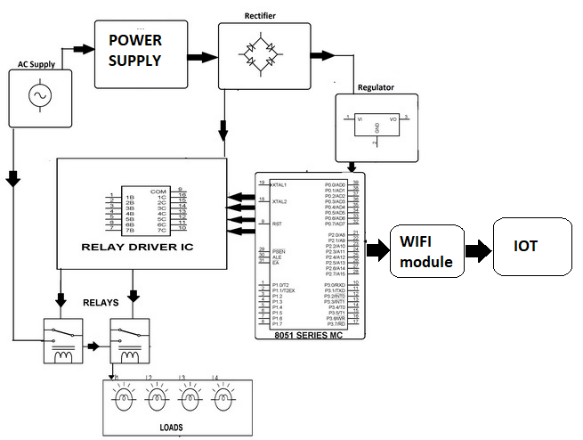 Rectifier
...
POWER
SUPPLY
AC Supply
Regulator
VI
VO
1
3
GND
2
1B
2B
3B
4B
5B
6B
7B
COM
1C
2C
3C
4C
5C
6C
7C
RELAY DRIVER IC
XTAL1
XTAL2
RST
PSEN
ALE
EA
P1.0/T2
P1.1/T2EX
P1.2
P1.3
P1.4
P1.5
P1.6
P1.7
P0.0/AD0
P0.1/AD1
P0.2/AD2
P0.3/AD3
P0.4/AD4
P0.5/AD5
P0.6/AD6
P0.7/AD7
P2.0/A8
P2.1/A9
P2.2/A10
P2.3/A11
P2.4/A12
P2.5/A13
P2.6/A14
P2.7/A15
P3.0/RXD
P3.1/TXD
P3.2/INT0
P3.3/INT1
P3.4/T0
P3.5/T1
P3.6/WR
P3.7/RD
8051 SERIES MC
WIFI
module
IOT
RELAYS
LOADS